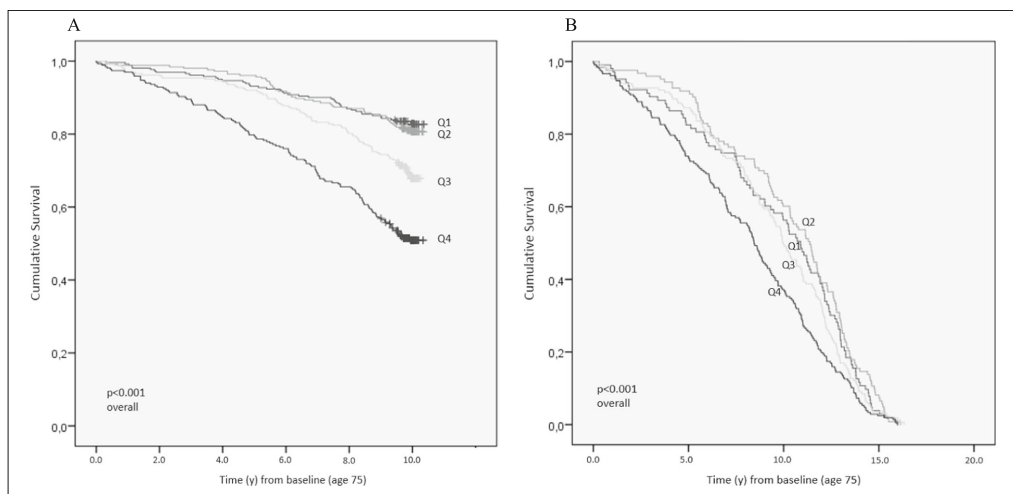 A
Cumulative Survival
1,0
0,8
0,6
0,4
0,2
0,0
Q1
Q2
Q3
Q4
p<0.001
overall
0.0 2.0 4.0 6.0 8.0 10.0
Time (y) from baseline (age 75)
B
Cumulative Survival
1,0
0,8
0,6
0,4
0,2
0,0
Q2
Q1
Q3
Q4
p<0.001
overall
0.0 5.0 10.0 15.0 20.0
Time (y) from baseline (age 75)